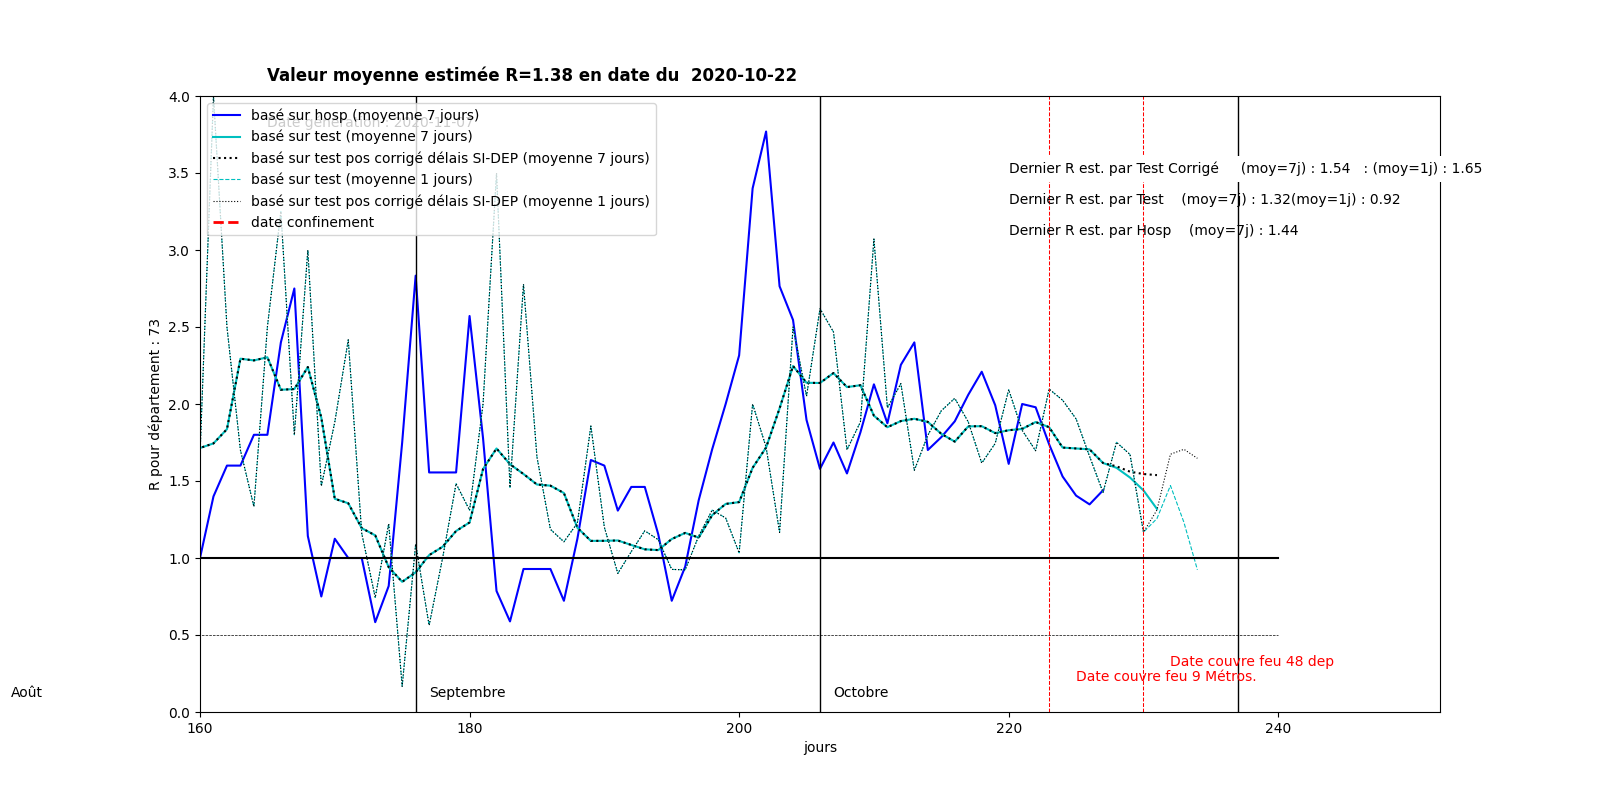 Valeur moyenne estimée R=1.38 en date du  2020-10-22
Date génération : 2020-11-07
basé sur hosp (moyenne 7 jours)
basé sur test (moyenne 7 jours)
basé sur test pos corrigé délais SI-DEP (moyenne 7 jours)
basé sur test (moyenne 1 jours)
basé sur test pos corrigé délais SI-DEP (moyenne 1 jours)
date confinement
Dernier R est. par Test Corrigé     (moy=7j) : 1.54   : (moy=1j) : 1.65
Dernier R est. par Test    (moy=7j) : 1.32(moy=1j) : 0.92
Dernier R est. par Hosp    (moy=7j) : 1.44
R pour département : 73
4.0
3.5
3.0
2.5
2.0
1.5
1.0
0.5
0.0
Date couvre feu 48 dep
Date couvre feu 9 Métros.
Août
Septembre
Octobre
160
180
200
220
240
jours